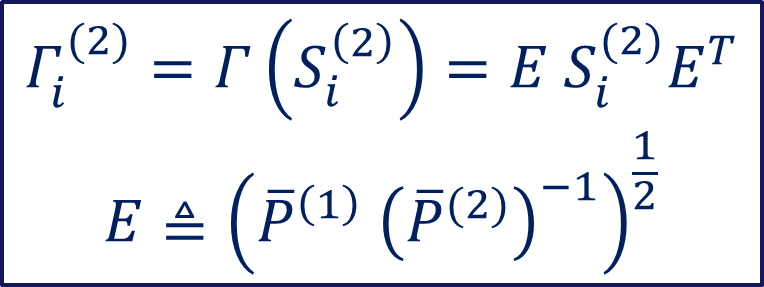 Γ_i^(2) = Γ(S_i^(2)) = E S_i^(2) E^T
E ≜ (P̅^(1) (P̅^(2))^−1)^(1/2)